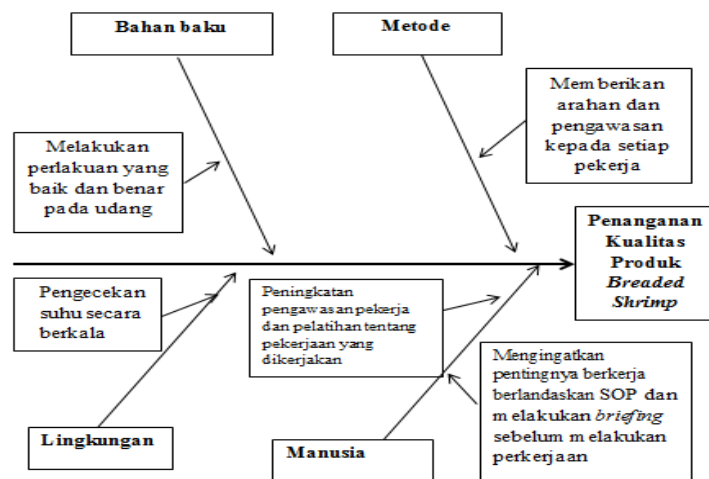 Bahan baku
Metode
Melakukan
perlakuan yang
baik dan benar
pada udang
Memberikan
arahan dan
pengawasan
kepada setiap
pekerja
Penanganan
Kualitas
Produk
Breaded
Shrimp
Pengecekan
suhu secara
berkala
Peningkatan
pengawasan pekerja
dan pelatihan tentang
pekerjaan yang
dikerjakan
Mengingatkan
pentingnya berkerja
berlandaskan SOP dan
melakukan briefing
sebelum melakukan
perkerjaan
Lingkungan
Manusia